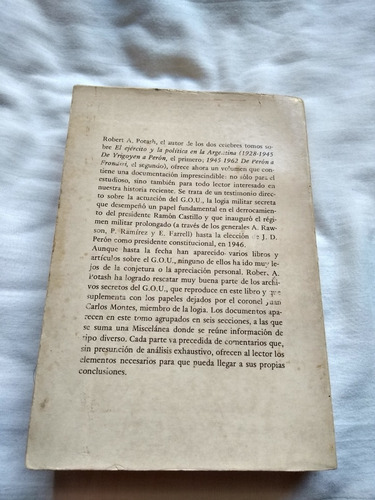 Robert A. Potash, el autor de los dos célebres tomos so-
bre El ejército y la política en la Argentina (1928-1945
De Yrigoyen a Perón, el primero; 1945 1962 De Perón a
Frondizi, el segundo), ofrece ahora un volumen que con-
tiene una documentación imprescindible: no sólo para el
estudioso, sino también para todo lector interesado en
nuestra historia reciente. Se trata de un testimonio direc-
to sobre la actuación del G.O.U., la logia militar secreta
que desempeñó un papel fundamental en el derrocamien-
to del presidente Ramón Castillo y que inauguró el régi-
men militar prolongado (a través de los generales A. Raw-
son, P. Ramírez y E. Farrell) hasta la elección de J. D.
Perón como presidente constitucional, en 1946.
Aunque hasta la fecha han aparecido varios libros y
artículos sobre el G.O.U., ninguno de ellos ha ido más le-
jos de la conjetura o la apreciación personal. Robert A.
Potash ha logrado rescatar muy buena parte de los archi-
vos secretos del G.O.U., que reproduce en este libro y que
suplementa con los papeles dejados por el coronel Juan
Carlos Montes, miembro de la logia. Los documentos apa-
recen en este tomo agrupados en seis secciones, a las que
se suma una Miscelánea donde se reúne información de
tipo diverso. Cada parte va precedida de comentarios que,
sin presunción de análisis exhaustivo, ofrecen al lector los
elementos necesarios para que pueda llegar a sus propias
conclusiones.